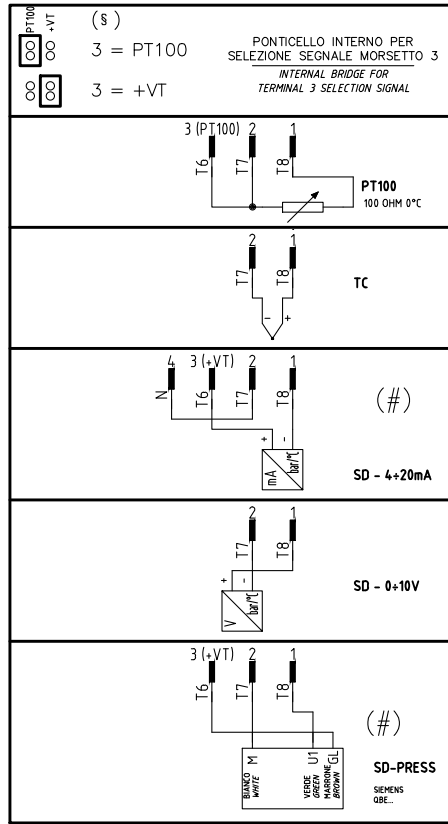 PT100
+VT
(§)
3 = PT100
3 = +VT
PONTICELLO INTERNO PER
SELEZIONE SEGNALE MORSETTO 3
INTERNAL BRIDGE FOR
TERMINAL 3 SELECTION SIGNAL
3 (PT100) 2 1
T6 T7 T8
PT100
100 OHM 0°C
2 1
T7 T8
- +
TC
4 3 (+VT) 2 1
N T6 T7 T8
(#)
+ -
mA bar/°C
SD - 4÷20mA
2 1
T7 T8
+ -
V bar/°C
SD - 0÷10V
3 (+VT) 2 1
T6 T7 T8
(#)
M U1 GL
BIANCO
WHITE
VERDE
GREEN
MARRONE
BROWN
SD-PRESS
SIEMENS
QBE...